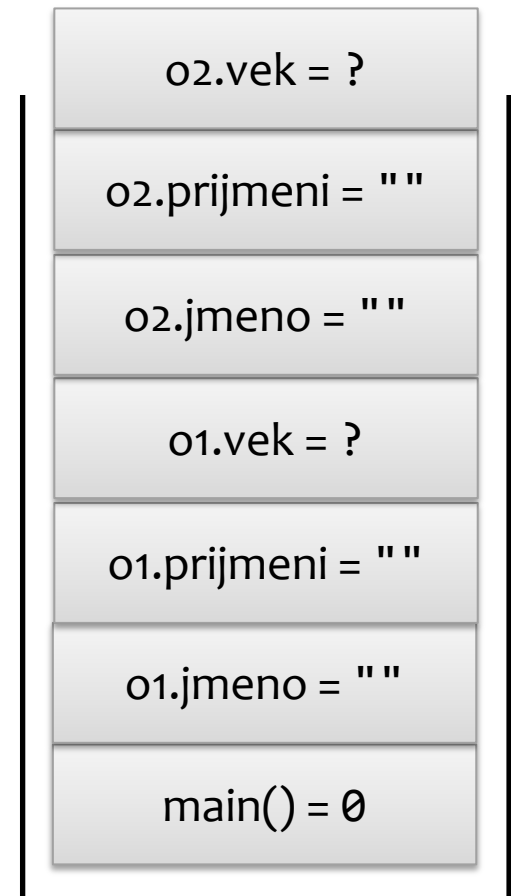 o2.vek = ?
o2.prijmeni = ""
o2.jmeno = ""
o1.vek = ?
o1.prijmeni = ""
o1.jmeno = ""
main() = 0